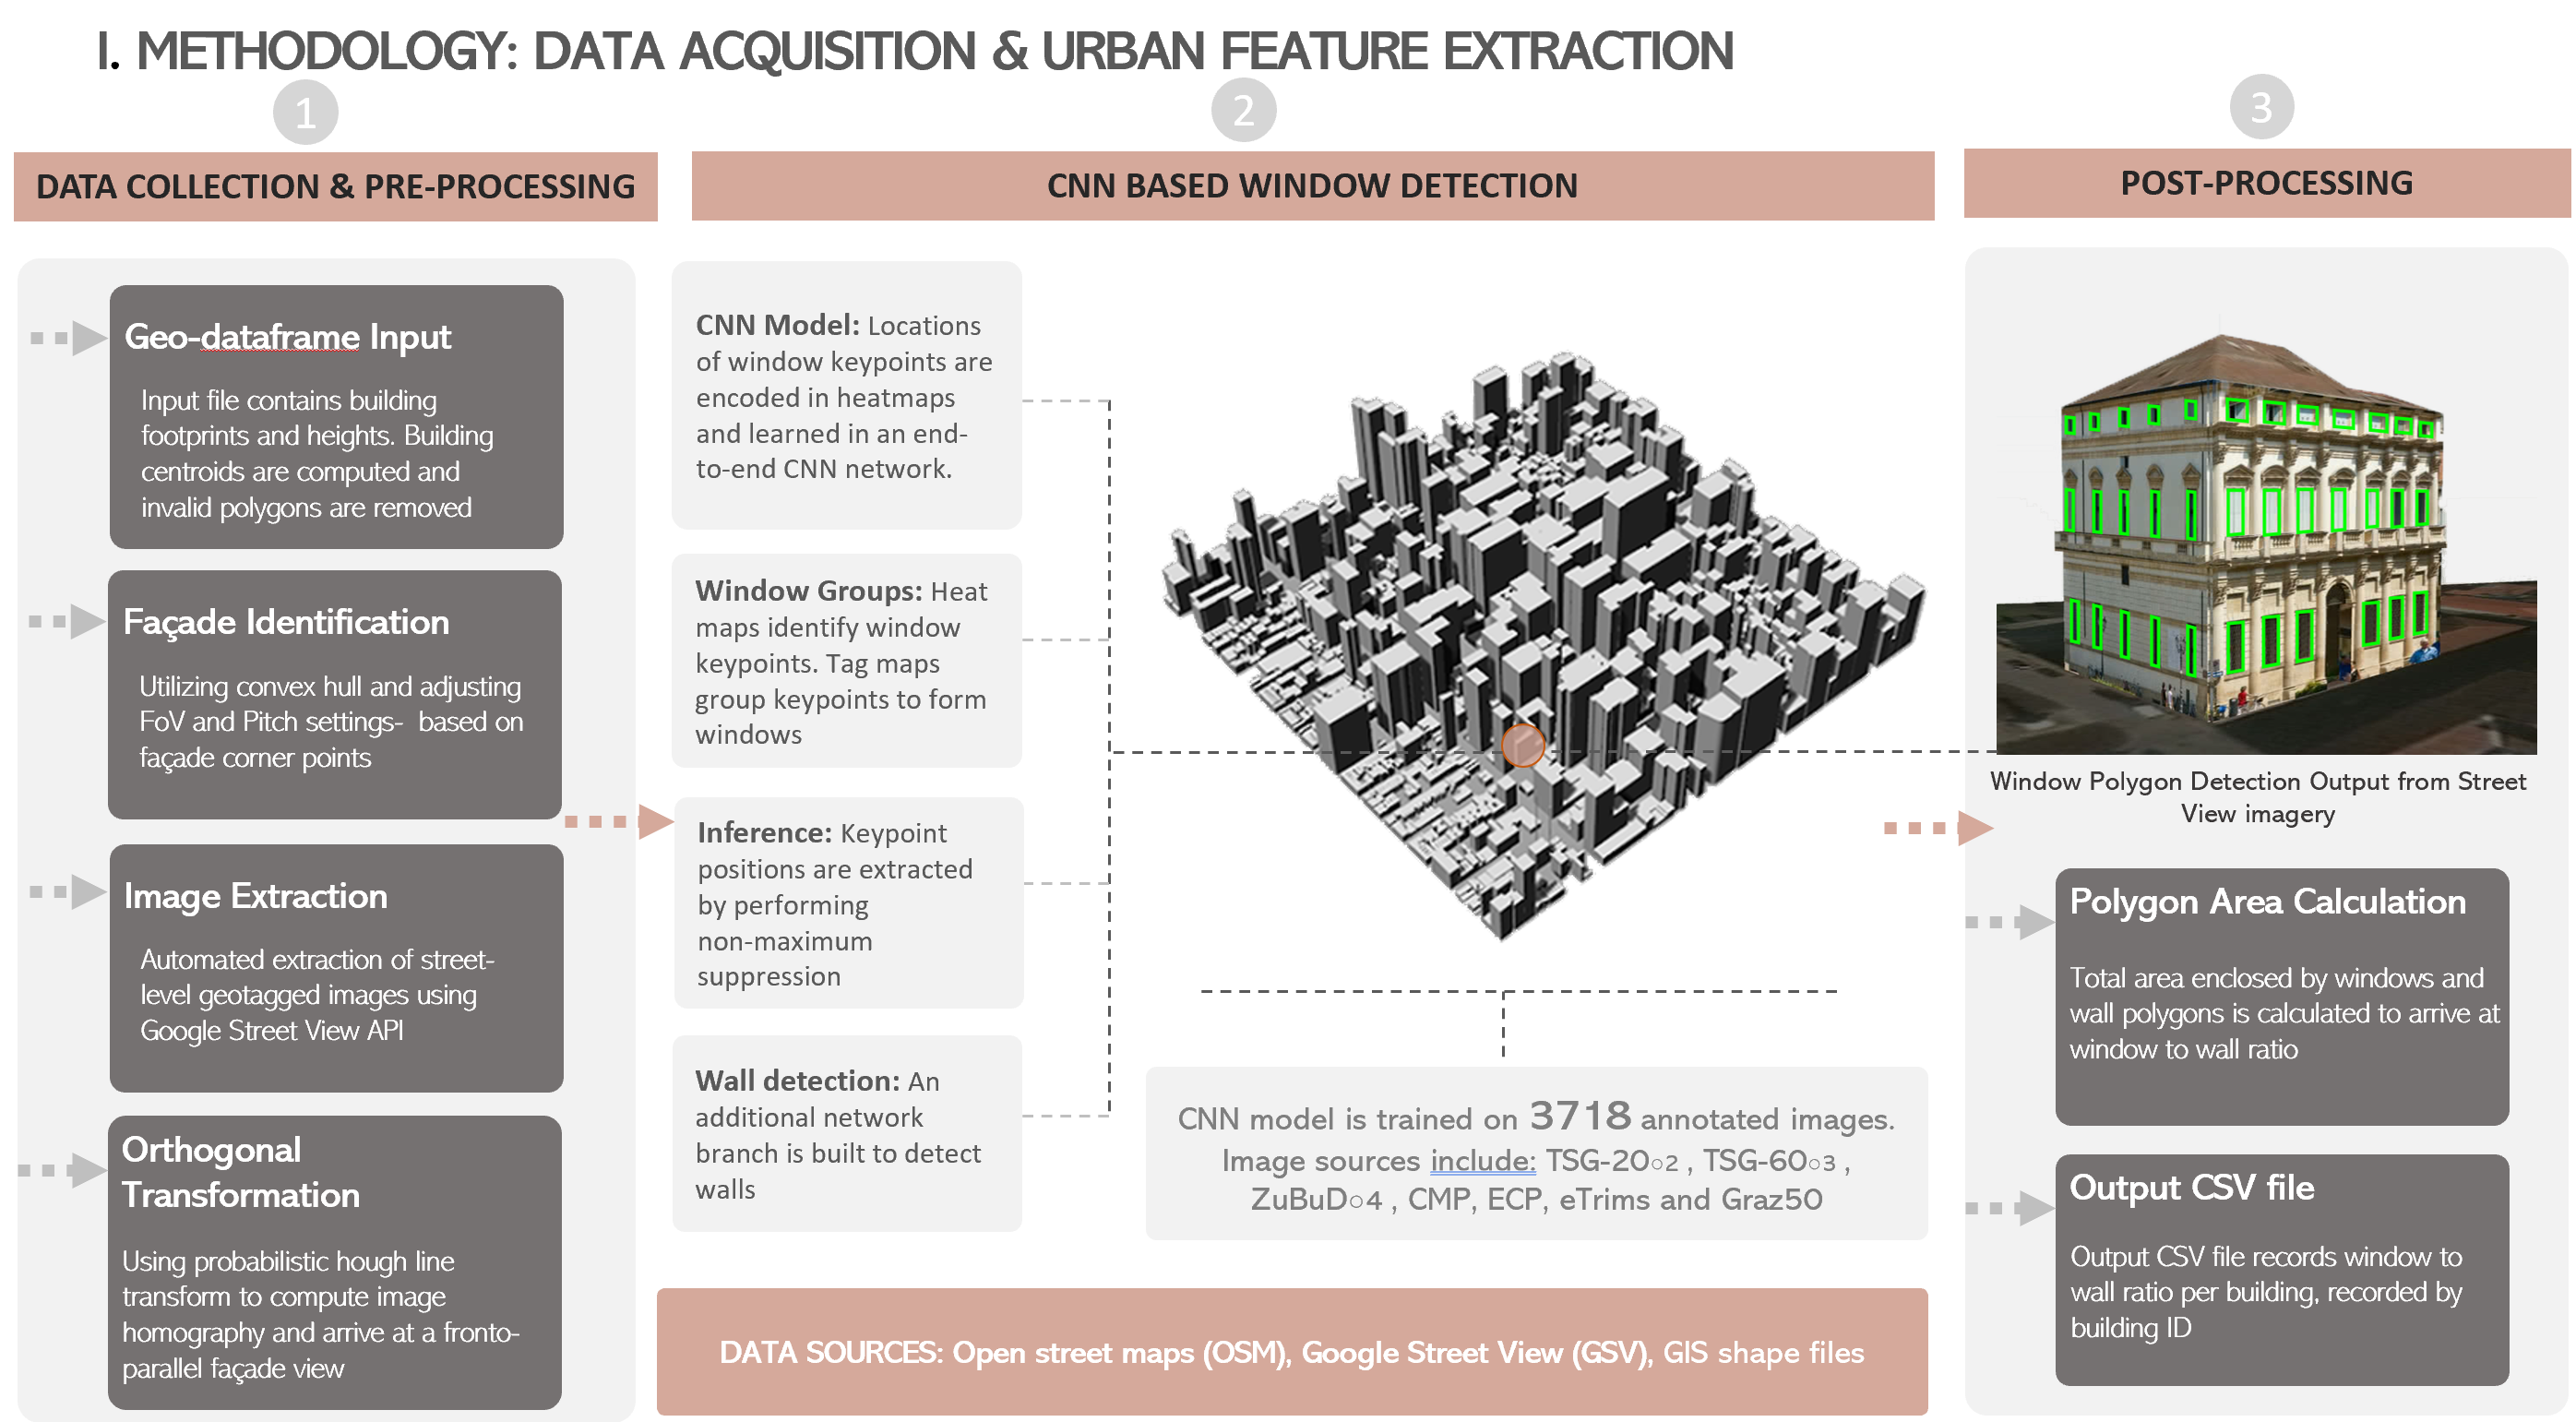 I. METHODOLOGY: DATA ACQUISITION & URBAN FEATURE EXTRACTION
1
DATA COLLECTION & PRE-PROCESSING
Geo-dataframe Input
Input file contains building
footprints and heights. Building
centroids are computed and
invalid polygons are removed
Façade Identification
Utilizing convex hull and adjusting
FoV and Pitch settings- based on
façade corner points
Image Extraction
Automated extraction of street-
level geotagged images using
Google Street View API
Orthogonal
Transformation
Using probabilistic hough line
transform to compute image
homography and arrive at a fronto-
parallel façade view
2
CNN BASED WINDOW DETECTION
CNN Model: Locations
of window keypoints are
encoded in heatmaps
and learned in an end-
to-end CNN network.
Window Groups: Heat
maps identify window
keypoints. Tag maps
group keypoints to form
windows
Inference: Keypoint
positions are extracted
by performing
non-maximum
suppression
Wall detection: An
additional network
branch is built to detect
walls
CNN model is trained on 3718 annotated images.
Image sources include: TSG-20○2 , TSG-60○3 ,
ZuBuD○4 , CMP, ECP, eTrims and Graz50
DATA SOURCES: Open street maps (OSM), Google Street View (GSV), GIS shape files
3
POST-PROCESSING
Window Polygon Detection Output from Street
View imagery
Polygon Area Calculation
Total area enclosed by windows and
wall polygons is calculated to arrive at
window to wall ratio
Output CSV file
Output CSV file records window to
wall ratio per building, recorded by
building ID